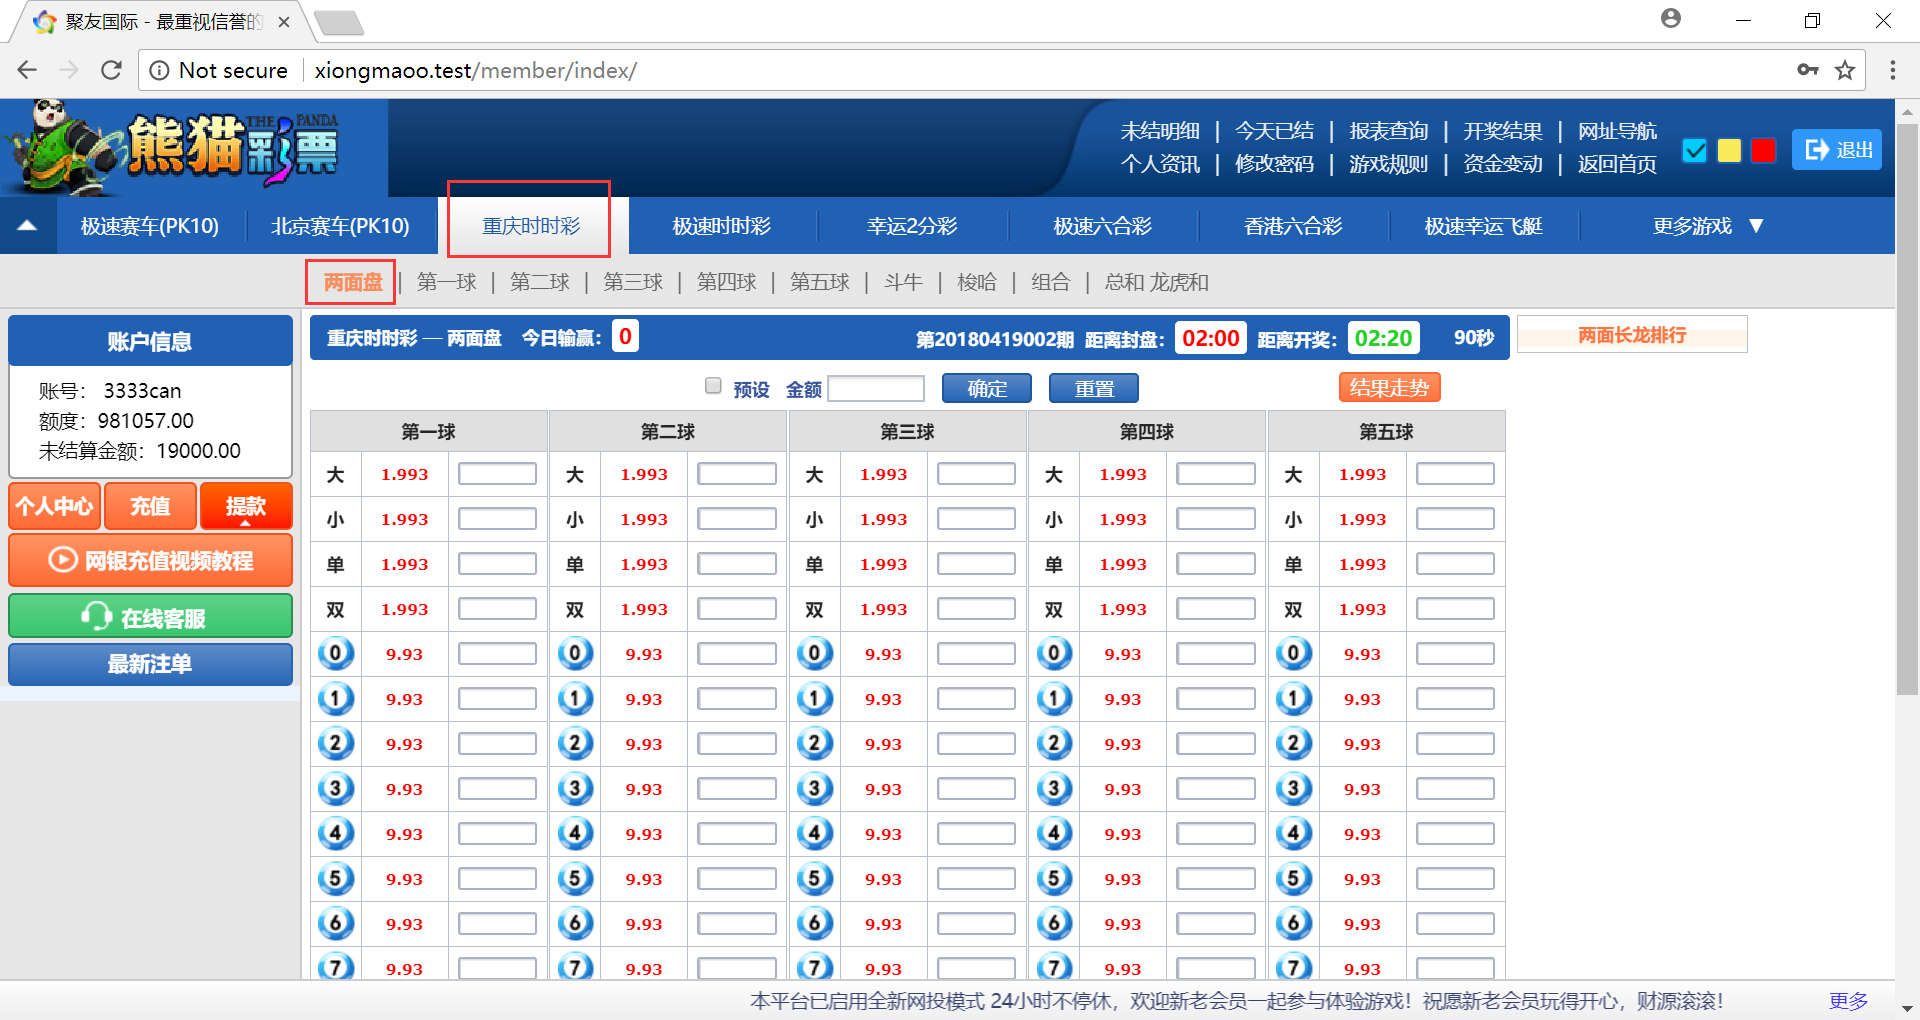 聚友国际 - 最重视信誉的
Not secure xiongmaoo.test/member/index/
熊猫彩票 THE PANDA
未结明细 | 今天已结 | 报表查询 | 开奖结果 | 网址导航
个人资讯 | 修改密码 | 游戏规则 | 资金变动 | 返回首页
退出
极速赛车(PK10) 北京赛车(PK10) 重庆时时彩 极速时时彩 幸运2分彩 极速六合彩 香港六合彩 极速幸运飞艇 更多游戏 ▼
两面盘 | 第一球 | 第二球 | 第三球 | 第四球 | 第五球 | 斗牛 | 梭哈 | 组合 | 总和 龙虎和
账户信息
账号： 3333can
额度：981057.00
未结算金额：19000.00
个人中心 充值 提款
网银充值视频教程
在线客服
最新注单
重庆时时彩 — 两面盘 今日输赢：0 第20180419002期 距离封盘：02:00 距离开奖：02:20 90秒
两面长龙排行
预设 金额 确定 重置 结果走势
第一球 第二球 第三球 第四球 第五球
大 1.993 大 1.993 大 1.993 大 1.993 大 1.993
小 1.993 小 1.993 小 1.993 小 1.993 小 1.993
单 1.993 单 1.993 单 1.993 单 1.993 单 1.993
双 1.993 双 1.993 双 1.993 双 1.993 双 1.993
0 9.93 0 9.93 0 9.93 0 9.93 0 9.93
1 9.93 1 9.93 1 9.93 1 9.93 1 9.93
2 9.93 2 9.93 2 9.93 2 9.93 2 9.93
3 9.93 3 9.93 3 9.93 3 9.93 3 9.93
4 9.93 4 9.93 4 9.93 4 9.93 4 9.93
5 9.93 5 9.93 5 9.93 5 9.93 5 9.93
6 9.93 6 9.93 6 9.93 6 9.93 6 9.93
7 9.93 7 9.93 7 9.93 7 9.93 7 9.93
本平台已启用全新网投模式 24小时不停休，欢迎新老会员一起参与体验游戏！祝愿新老会员玩得开心，财源滚滚！ 更多